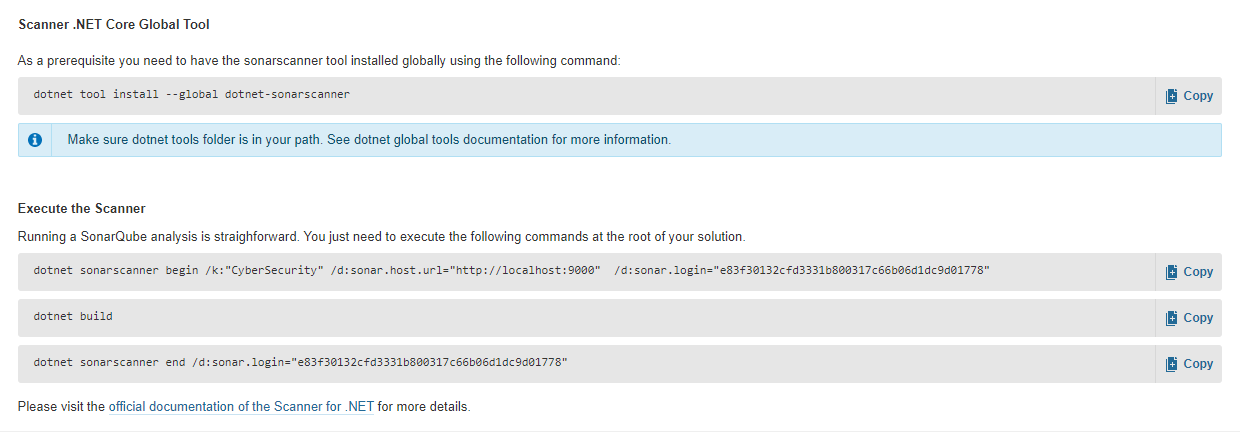 Scanner .NET Core Global Tool
As a prerequisite you need to have the sonarscanner tool installed globally using the following command:
dotnet tool install --global dotnet-sonarscanner
Copy
Make sure dotnet tools folder is in your path. See dotnet global tools documentation for more information.
Execute the Scanner
Running a SonarQube analysis is straighforward. You just need to execute the following commands at the root of your solution.
dotnet sonarscanner begin /k:"CyberSecurity" /d:sonar.host.url="http://localhost:9000"  /d:sonar.login="e83f30132cfd3331b800317c66b06d1dc9d01778"
Copy
dotnet build
Copy
dotnet sonarscanner end /d:sonar.login="e83f30132cfd3331b800317c66b06d1dc9d01778"
Copy
Please visit the official documentation of the Scanner for .NET for more details.